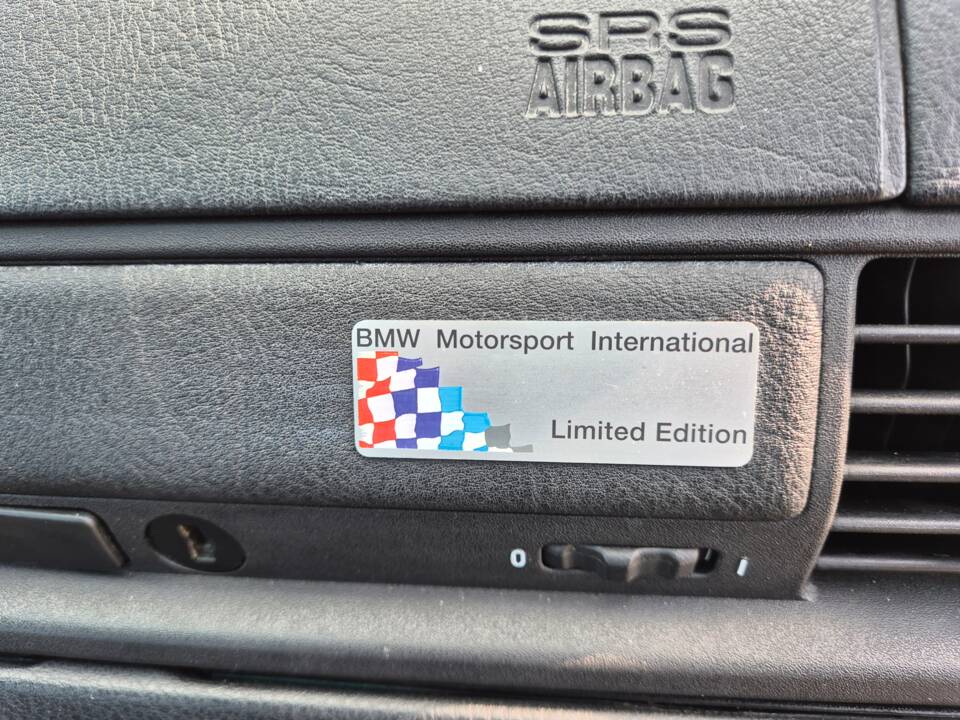 SRS
AIRBAG
BMW Motorsport International
Limited Edition
0 I